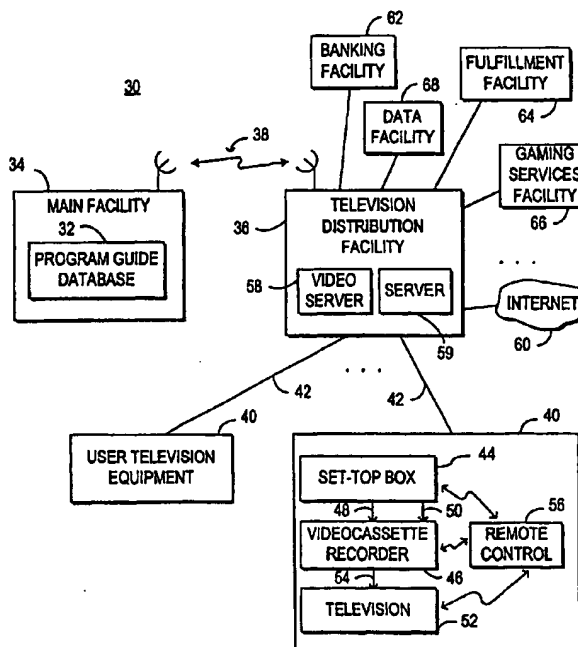 30
62
BANKING
FACILITY
68
DATA
FACILITY
FULFILLMENT
FACILITY
64
38
34
MAIN FACILITY
32
PROGRAM GUIDE
DATABASE
36
TELEVISION
DISTRIBUTION
FACILITY
58
VIDEO
SERVER
SERVER
59
GAMING
SERVICES
FACILITY
66
. . .
INTERNET
60
42
. . .
42
40
USER TELEVISION
EQUIPMENT
40
SET-TOP BOX
44
48
50
VIDEOCASSETTE
RECORDER
46
56
REMOTE
CONTROL
54
TELEVISION
52